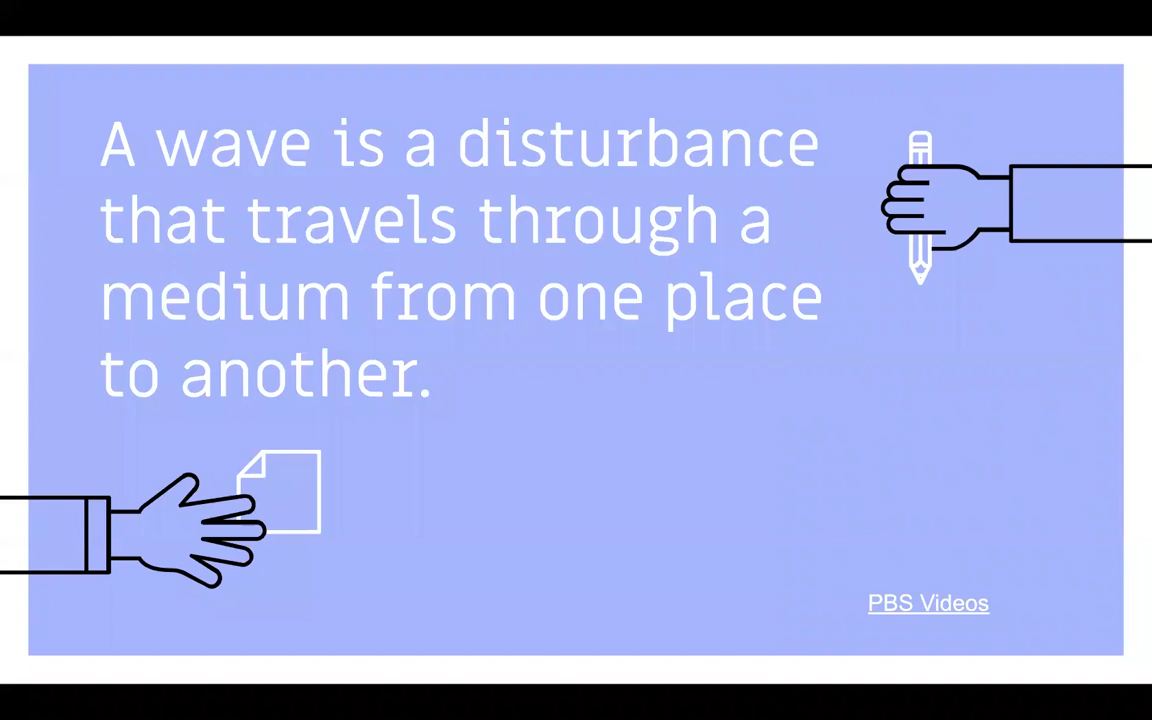 A wave is a disturbance
that travels through a
medium from one place
to another.
PBS Videos